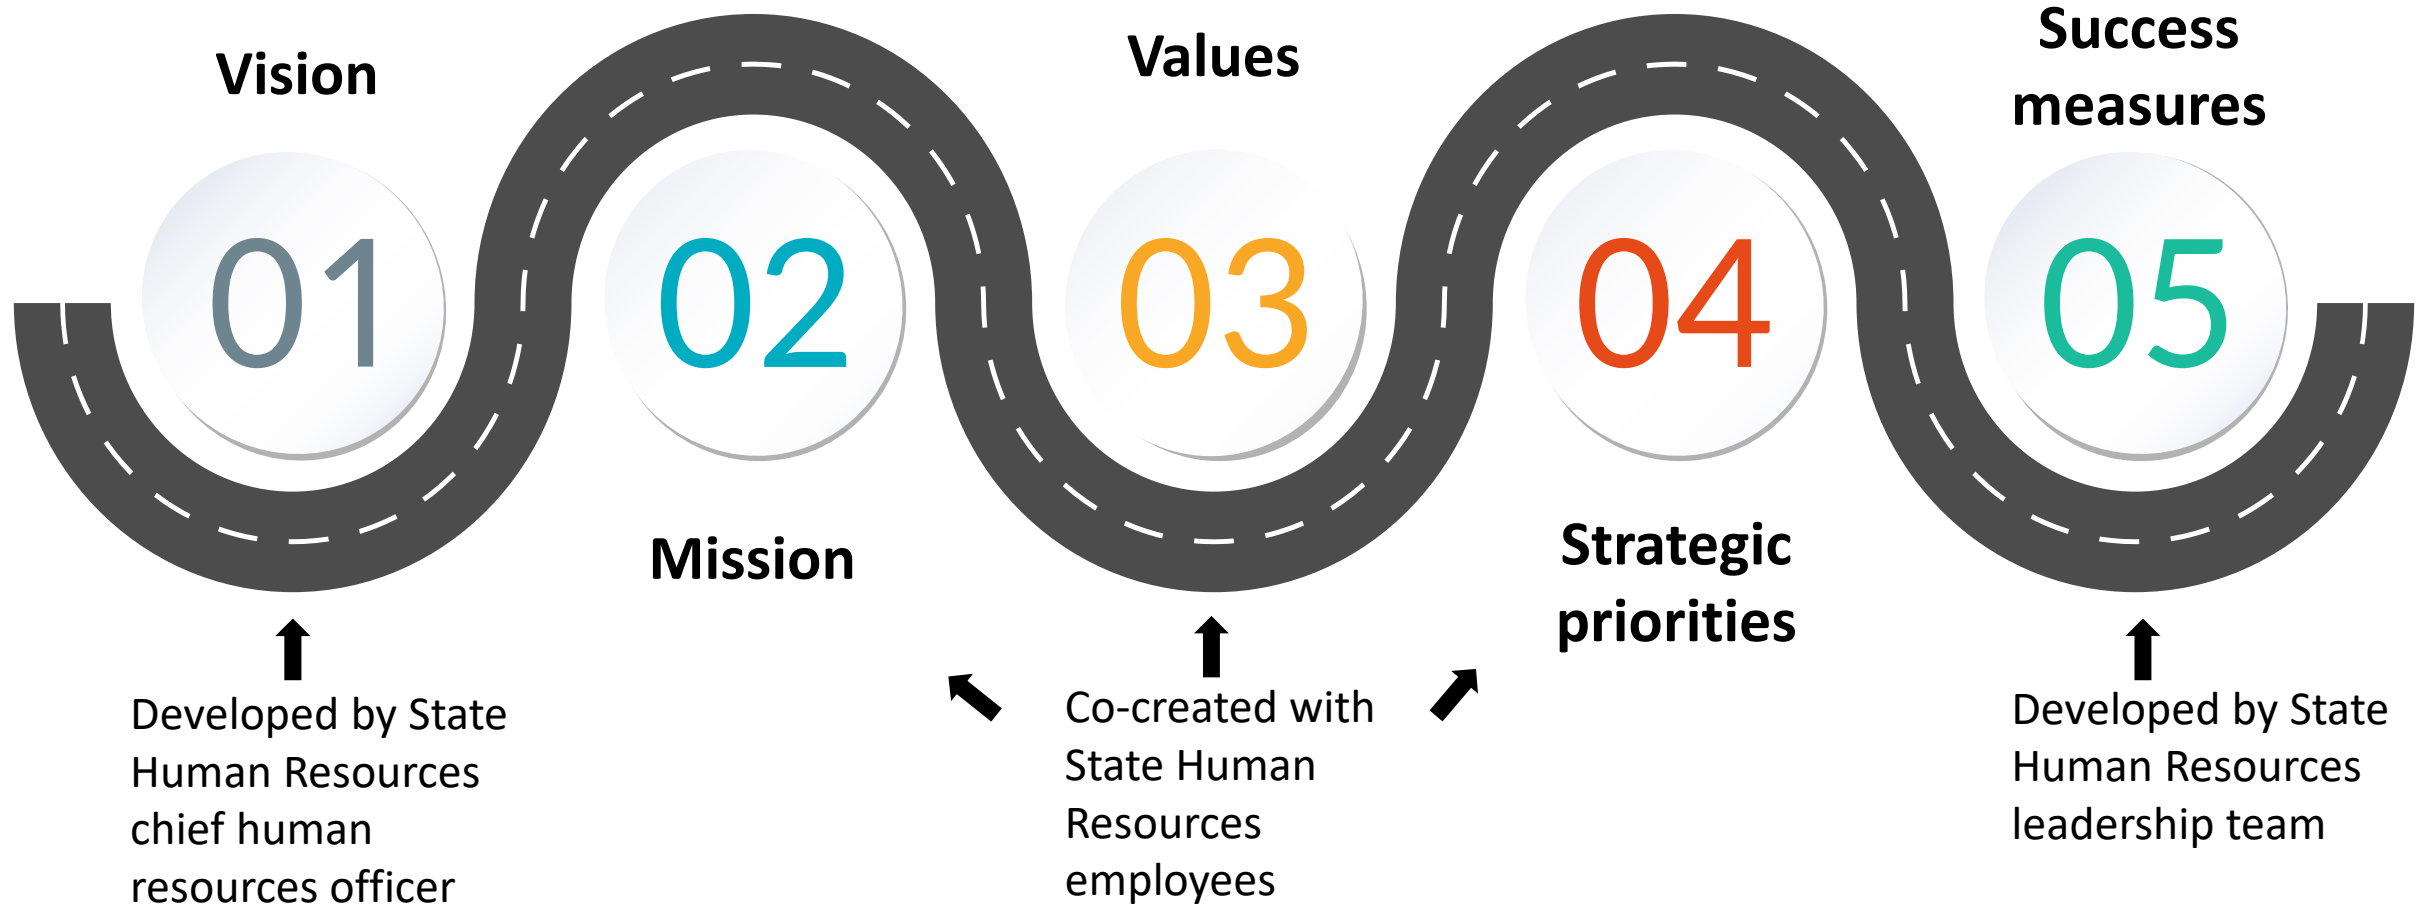 Vision
01
Developed by State
Human Resources
chief human
resources officer
02
Mission
Values
03
Co-created with
State Human
Resources
employees
04
Strategic
priorities
Success
measures
05
Developed by State
Human Resources
leadership team